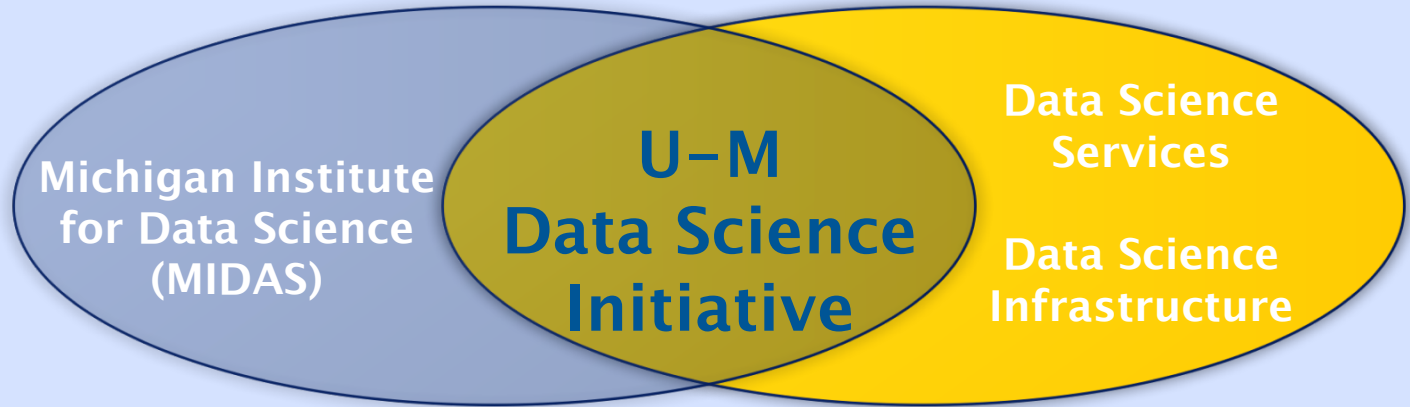 Michigan Institute
for Data Science
(MIDAS)
U-M
Data Science
Initiative
Data Science
Services
Data Science
Infrastructure